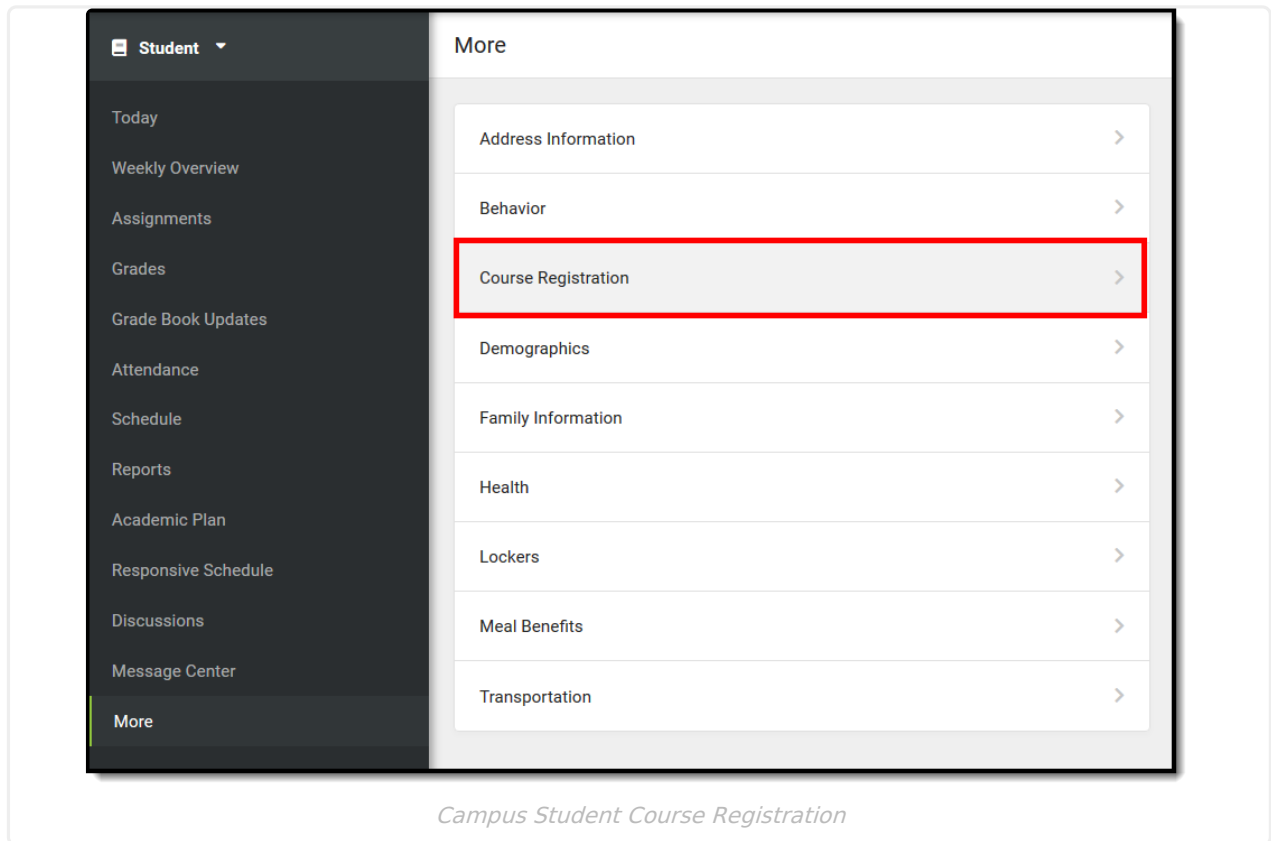 Student
Today
Weekly Overview
Assignments
Grades
Grade Book Updates
Attendance
Schedule
Reports
Academic Plan
Responsive Schedule
Discussions
Message Center
More
More
Address Information
Behavior
Course Registration
Demographics
Family Information
Health
Lockers
Meal Benefits
Transportation
Campus Student Course Registration